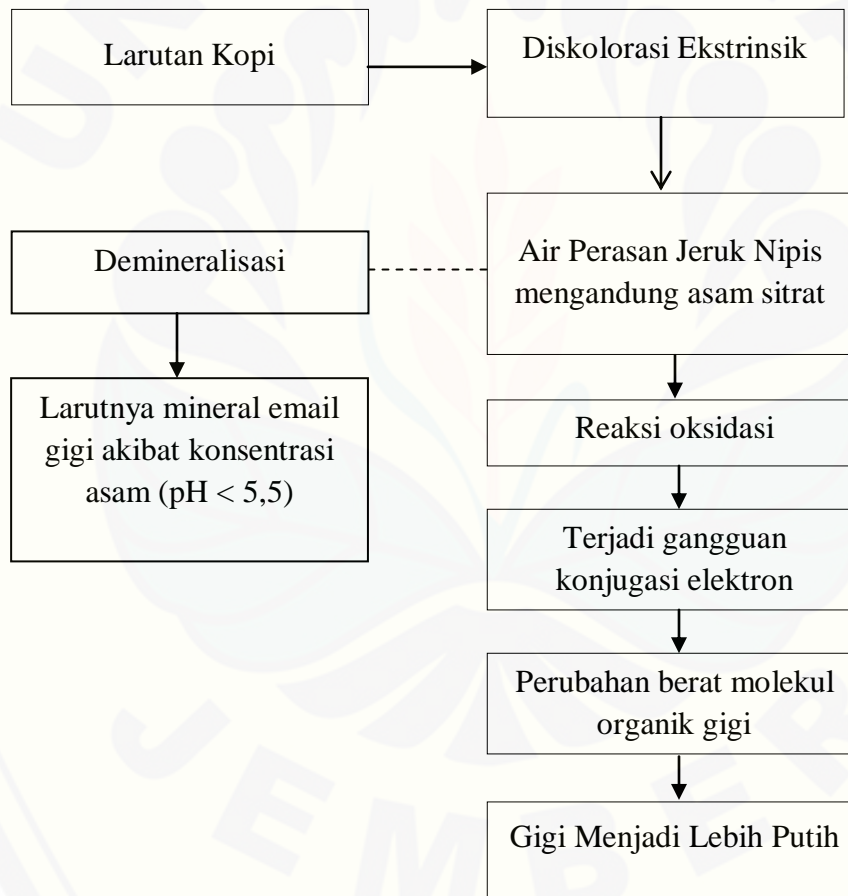 Larutan Kopi
Diskolorasi Ekstrinsik
Demineralisasi
Air Perasan Jeruk Nipis
mengandung asam sitrat
Larutnya mineral email
gigi akibat konsentrasi
asam (pH < 5,5)
Reaksi oksidasi
Terjadi gangguan
konjugasi elektron
Perubahan berat molekul
organik gigi
Gigi Menjadi Lebih Putih
JEMBER